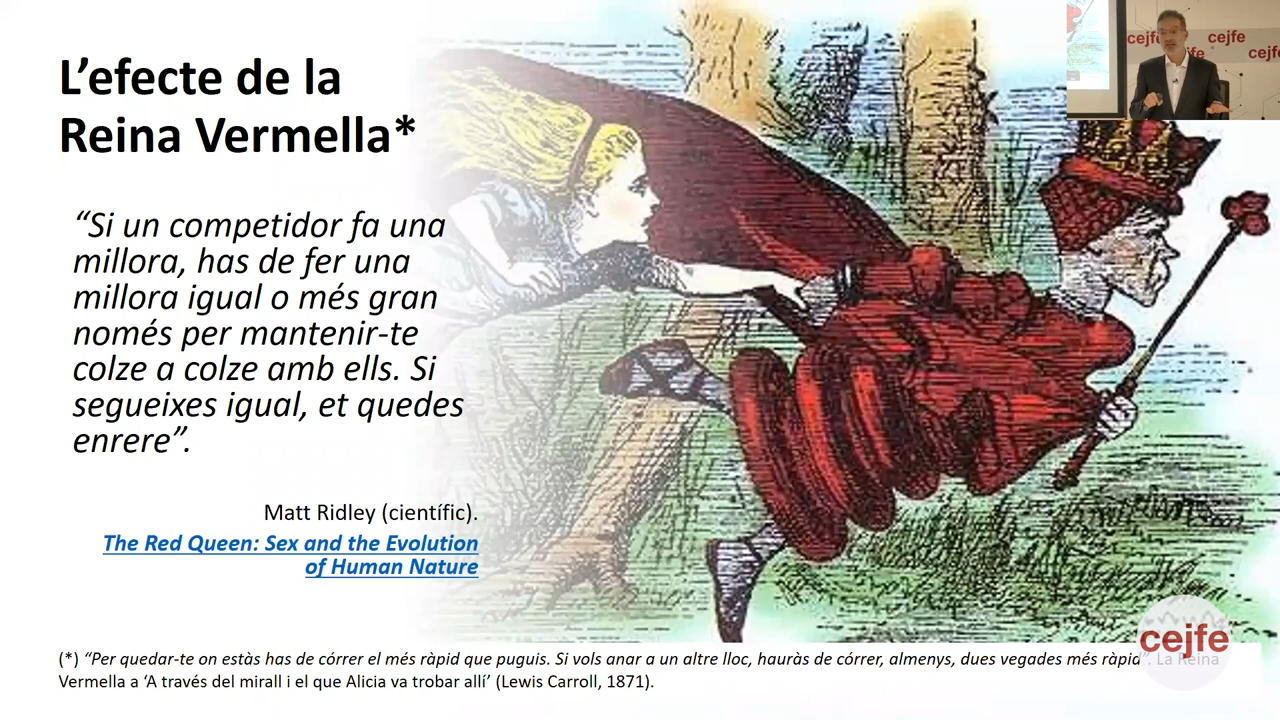 L’efecte de la
Reina Vermella*
“Si un competidor fa una
millora, has de fer una
millora igual o més gran
només per mantenir-te
colze a colze amb ells. Si
segueixes igual, et quedes
enrere”.
Matt Ridley (científic).
The Red Queen: Sex and the Evolution
of Human Nature
(*) “Per quedar-te on estàs has de córrer el més ràpid que puguis. Si vols anar a un altre lloc, hauràs de córrer, almenys, dues vegades més ràpid”. La Reina
Vermella a ‘A través del mirall i el que Alicia va trobar allí’ (Lewis Carroll, 1871).
cejfe
cejfe
cejfe
cejfe